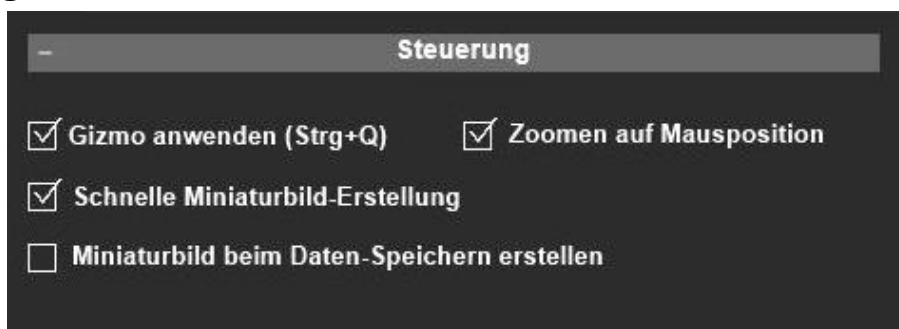 Steuerung
Gizmo anwenden (Strg+Q) Zoomen auf Mausposition
Schnelle Miniaturbild-Erstellung
Miniaturbild beim Daten-Speichern erstellen